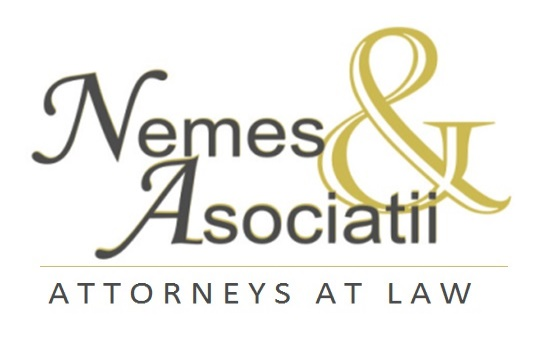 Nemes &
Asociatii
ATTORNEYS AT LAW